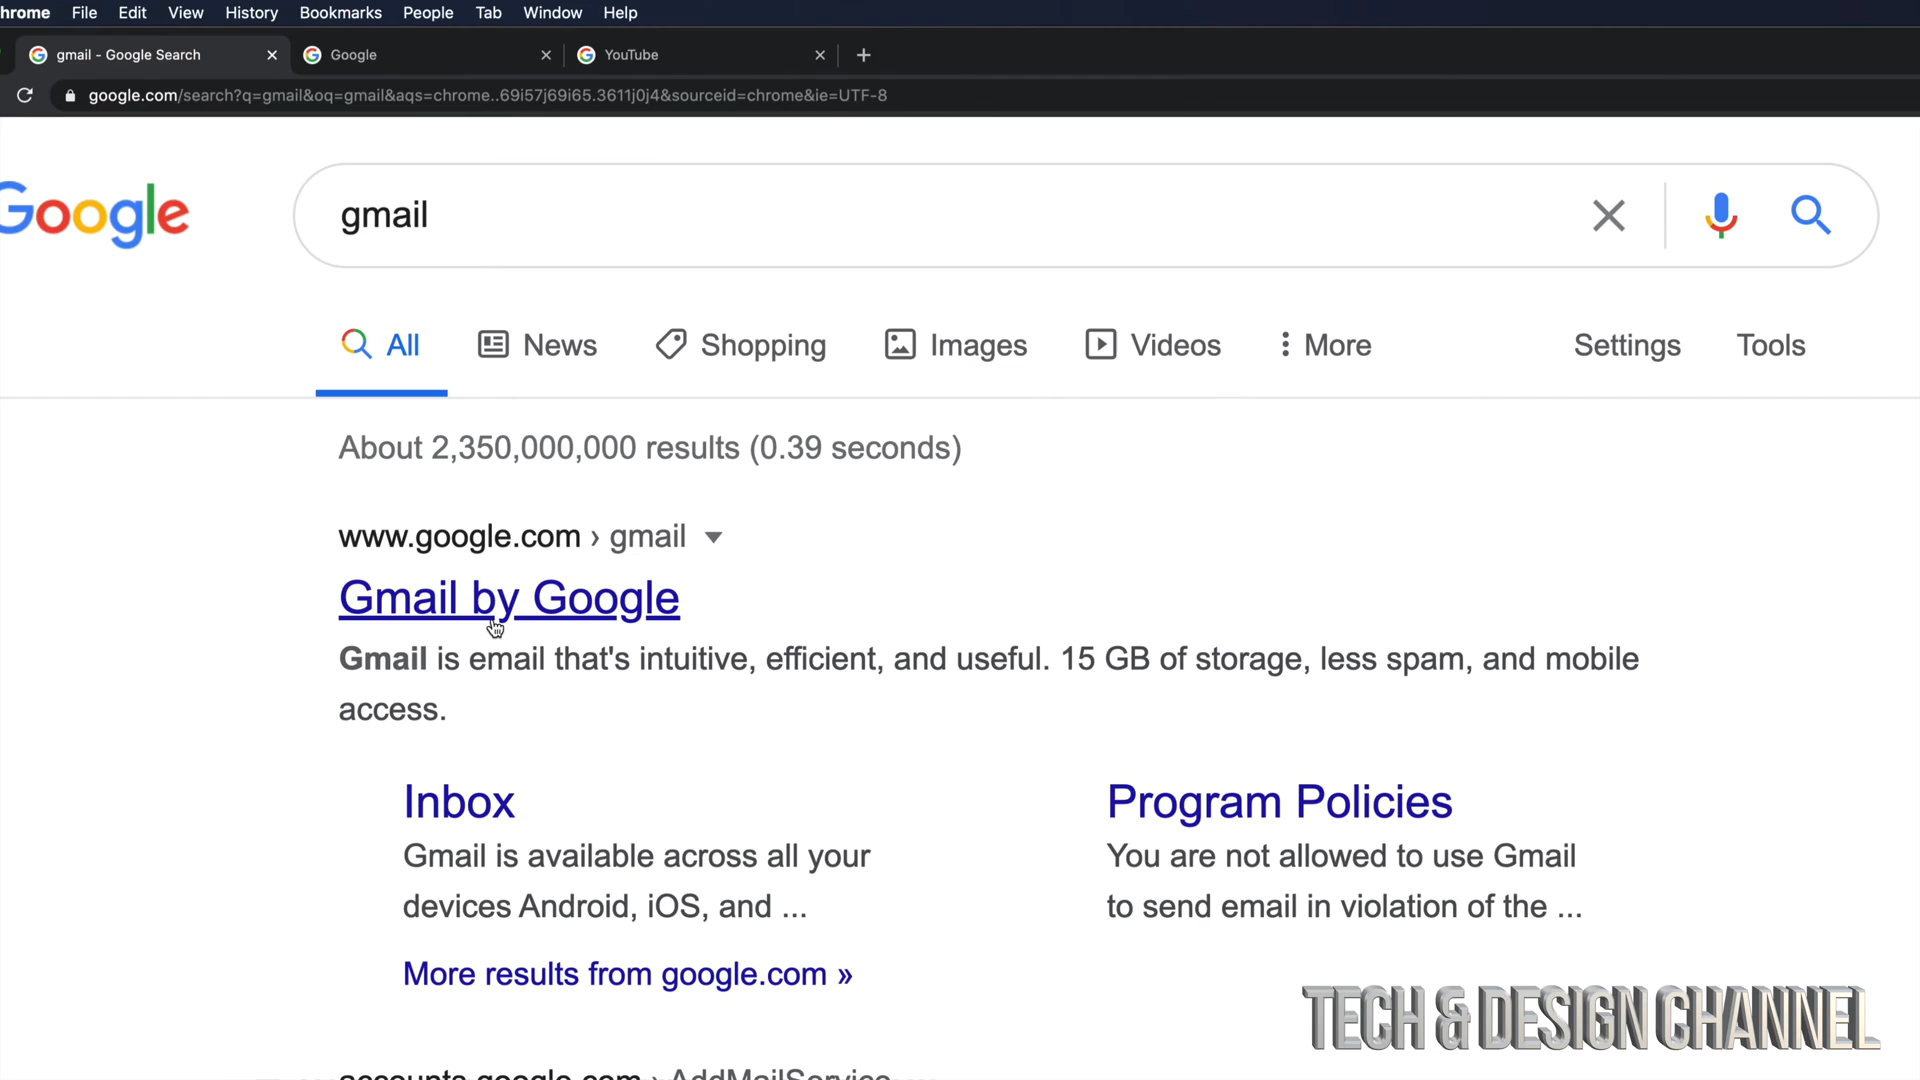 hrome File Edit View History Bookmarks People Tab Window Help
gmail - Google Search Google YouTube
google.com/search?q=gmail&oq=gmail&aqs=chrome..69i57j69i65.3611j0j4&sourceid=chrome&ie=UTF-8
Google gmail
All News Shopping Images Videos More Settings Tools
About 2,350,000,000 results (0.39 seconds)
www.google.com › gmail
Gmail by Google
Gmail is email that's intuitive, efficient, and useful. 15 GB of storage, less spam, and mobile
access.
Inbox
Gmail is available across all your
devices Android, iOS, and ...
Program Policies
You are not allowed to use Gmail
to send email in violation of the ...
More results from google.com »
TECH & DESIGN CHANNEL
accounts.google.com › AddMailService